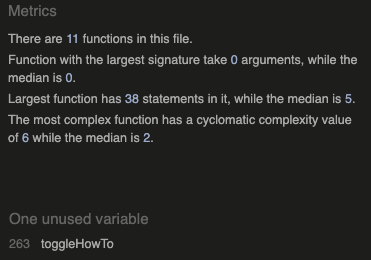 Metrics
There are 11 functions in this file.
Function with the largest signature take 0 arguments, while the
median is 0.
Largest function has 38 statements in it, while the median is 5.
The most complex function has a cyclomatic complexity value
of 6 while the median is 2.
One unused variable
263 toggleHowTo